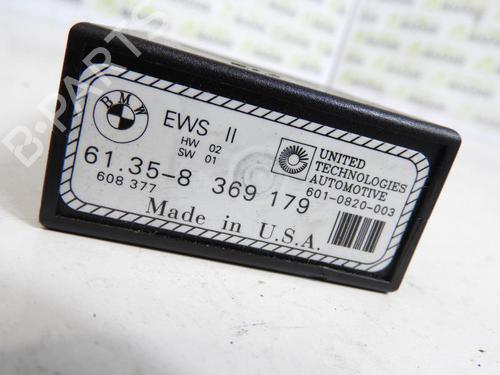 BMW
EWS II
HW 02
SW 01
UNITED
TECHNOLOGIES
AUTOMOTIVE
601-0820-003
61.35-8 369 179
608 377
Made in U.S.A.
B-PARTS